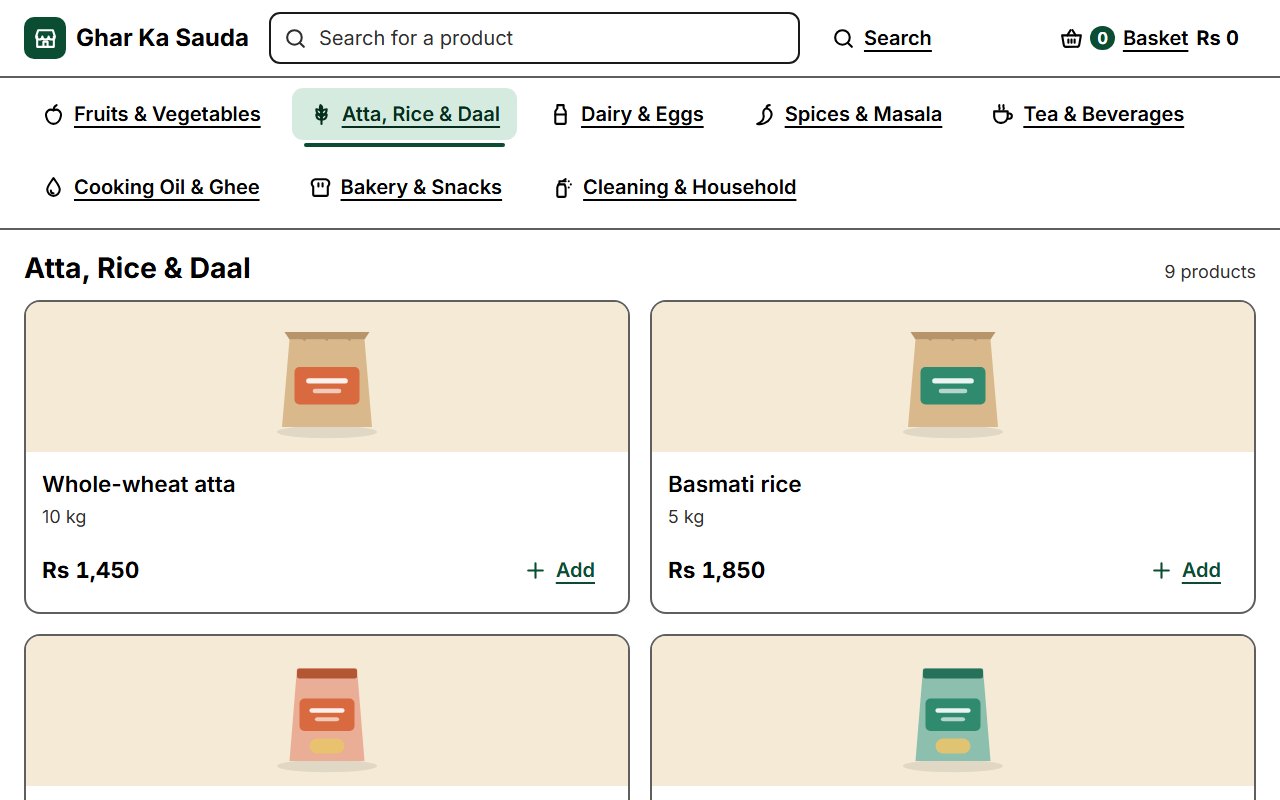 Ghar Ka Sauda
Search for a product
Search
0 Basket Rs 0
Fruits & Vegetables
Atta, Rice & Daal
Dairy & Eggs
Spices & Masala
Tea & Beverages
Cooking Oil & Ghee
Bakery & Snacks
Cleaning & Household
Atta, Rice & Daal
9 products
Whole-wheat atta
10 kg
Rs 1,450
Add
Basmati rice
5 kg
Rs 1,850
Add